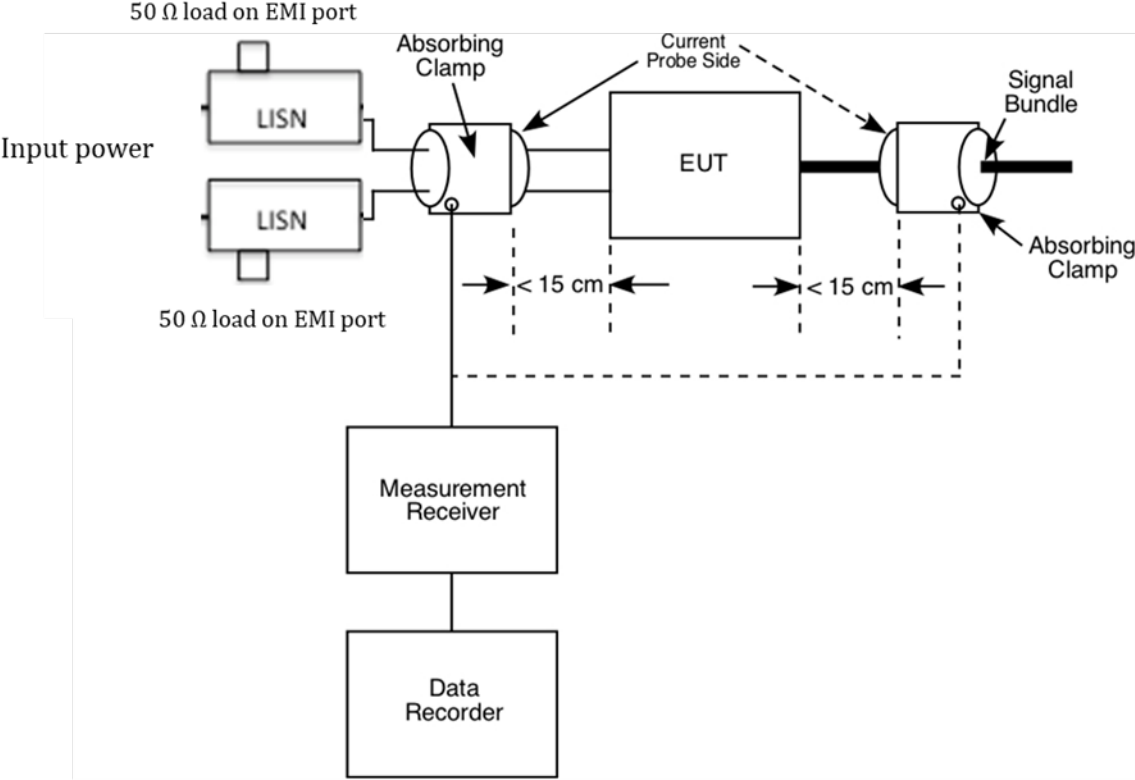 50 Ω load on EMI port
Absorbing
Clamp
Current
Probe Side
Signal
Bundle
LISN
Input power
EUT
LISN
Absorbing
Clamp
< 15 cm
< 15 cm
50 Ω load on EMI port
Measurement
Receiver
Data
Recorder